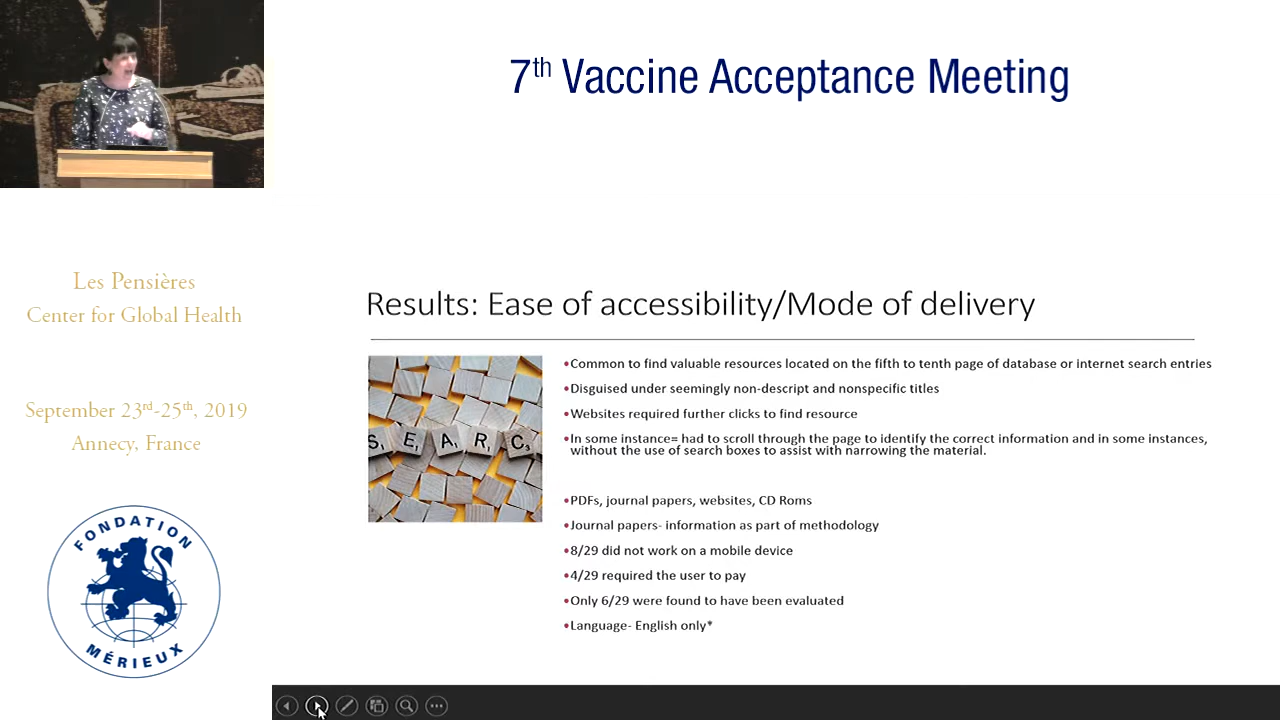 7th Vaccine Acceptance Meeting
Les Pensières
Center for Global Health
September 23rd-25th, 2019
Annecy, France
FONDATION
MÉRIEUX
Results: Ease of accessibility/Mode of delivery
S E A R C
•Common to find valuable resources located on the fifth to tenth page of database or internet search entries
•Disguised under seemingly non-descript and nonspecific titles
•Websites required further clicks to find resource
•In some instance= had to scroll through the page to identify the correct information and in some instances,
without the use of search boxes to assist with narrowing the material.
•PDFs, journal papers, websites, CD Roms
•Journal papers- information as part of methodology
•8/29 did not work on a mobile device
•4/29 required the user to pay
•Only 6/29 were found to have been evaluated
•Language- English only*